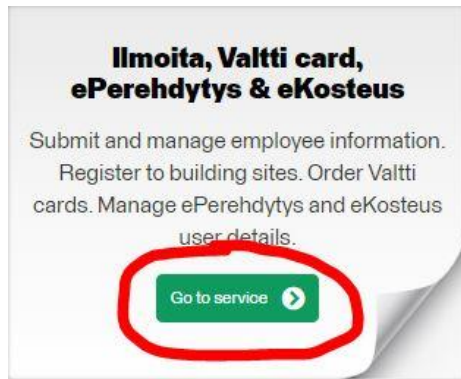 Ilmoita, Valtti card,
ePerehdytys & eKosteus
Submit and manage employee information.
Register to building sites. Order Valtti
cards. Manage ePerehdytys and eKosteus
user details.
Go to service